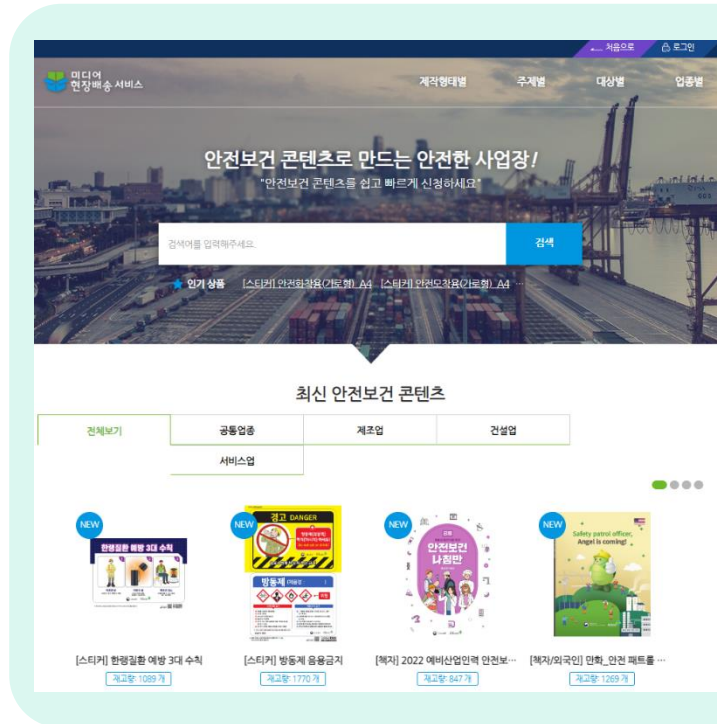 처음으로
로그인
미디어
현장배송 서비스
제작형태별
주제별
대상별
업종별
안전보건 콘텐츠로 만드는 안전한 사업장!
"안전보건 콘텐츠를 쉽고 빠르게 신청하세요"
검색어를 입력해주세요.
검색
인기 상품 [스티커] 안전화착용(가로형)_A4 [스티커] 안전모착용(가로형)_A4 ...
최신 안전보건 콘텐츠
전체보기
공통업종
제조업
건설업
서비스업
NEW
한랭질환 예방 3대 수칙
NEW
경고 DANGER
방동제
NEW
안전보건
나침반
NEW
Safety patrol officer,
Angel is coming!
[스티커] 한랭질환 예방 3대 수칙
재고량: 1089 개
[스티커] 방동제 음용금지
재고량: 1770 개
[책자] 2022 예비산업인력 안전보...
재고량: 847 개
[책자/외국인] 만화_안전 패트롤 ...
재고량: 1269 개